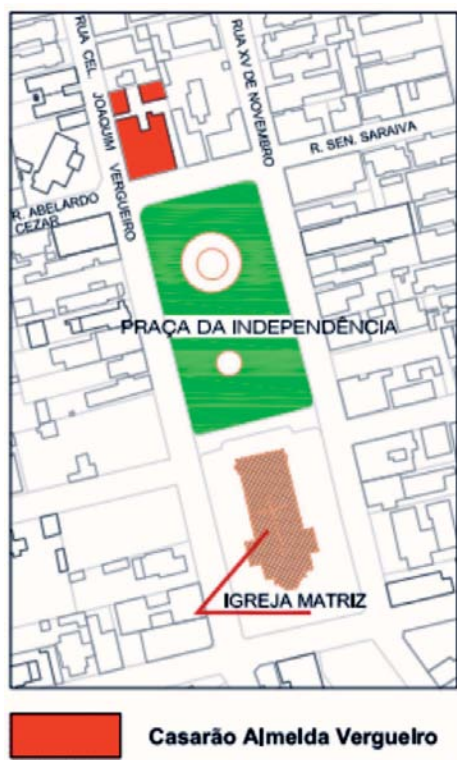 RUA CEL. JOAQUIM VERGUEIRO
RUA XV DE NOVEMBRO
R. SEN. SARAIVA
R. ABELARDO
CEZAR
PRAÇA DA INDEPENDÊNCIA
IGREJA MATRIZ
Casarão Almeida Vergueiro